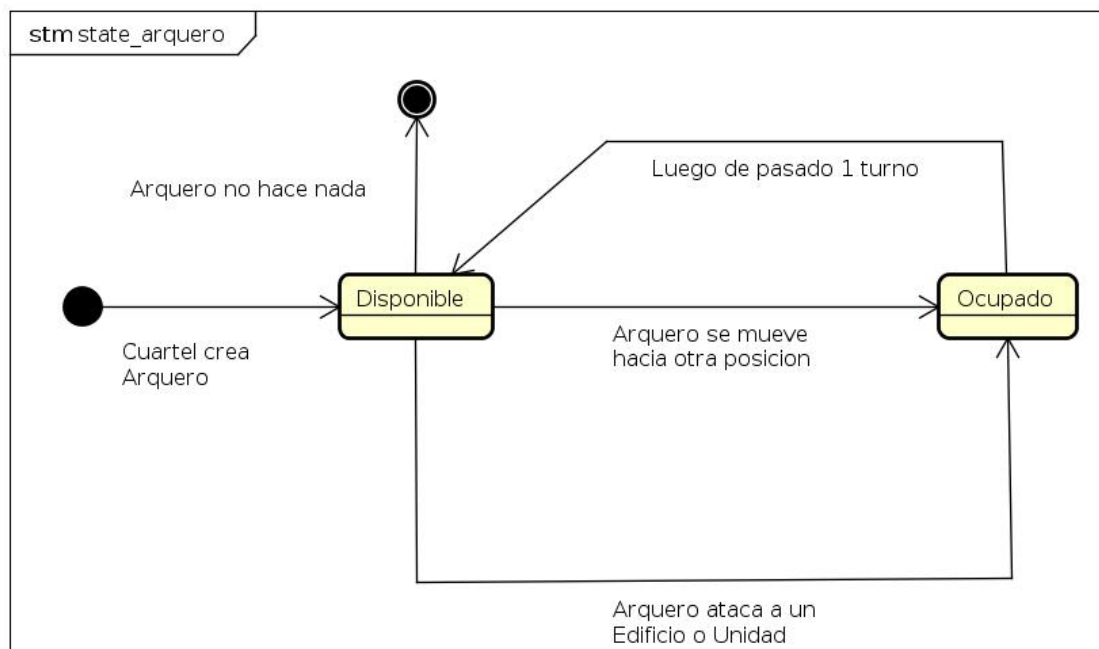 stm state_arquero
Luego de pasado 1 turno
Arquero no hace nada
Disponible
Ocupado
Cuartel crea
Arquero
Arquero se mueve
hacia otra posicion
Arquero ataca a un
Edificio o Unidad